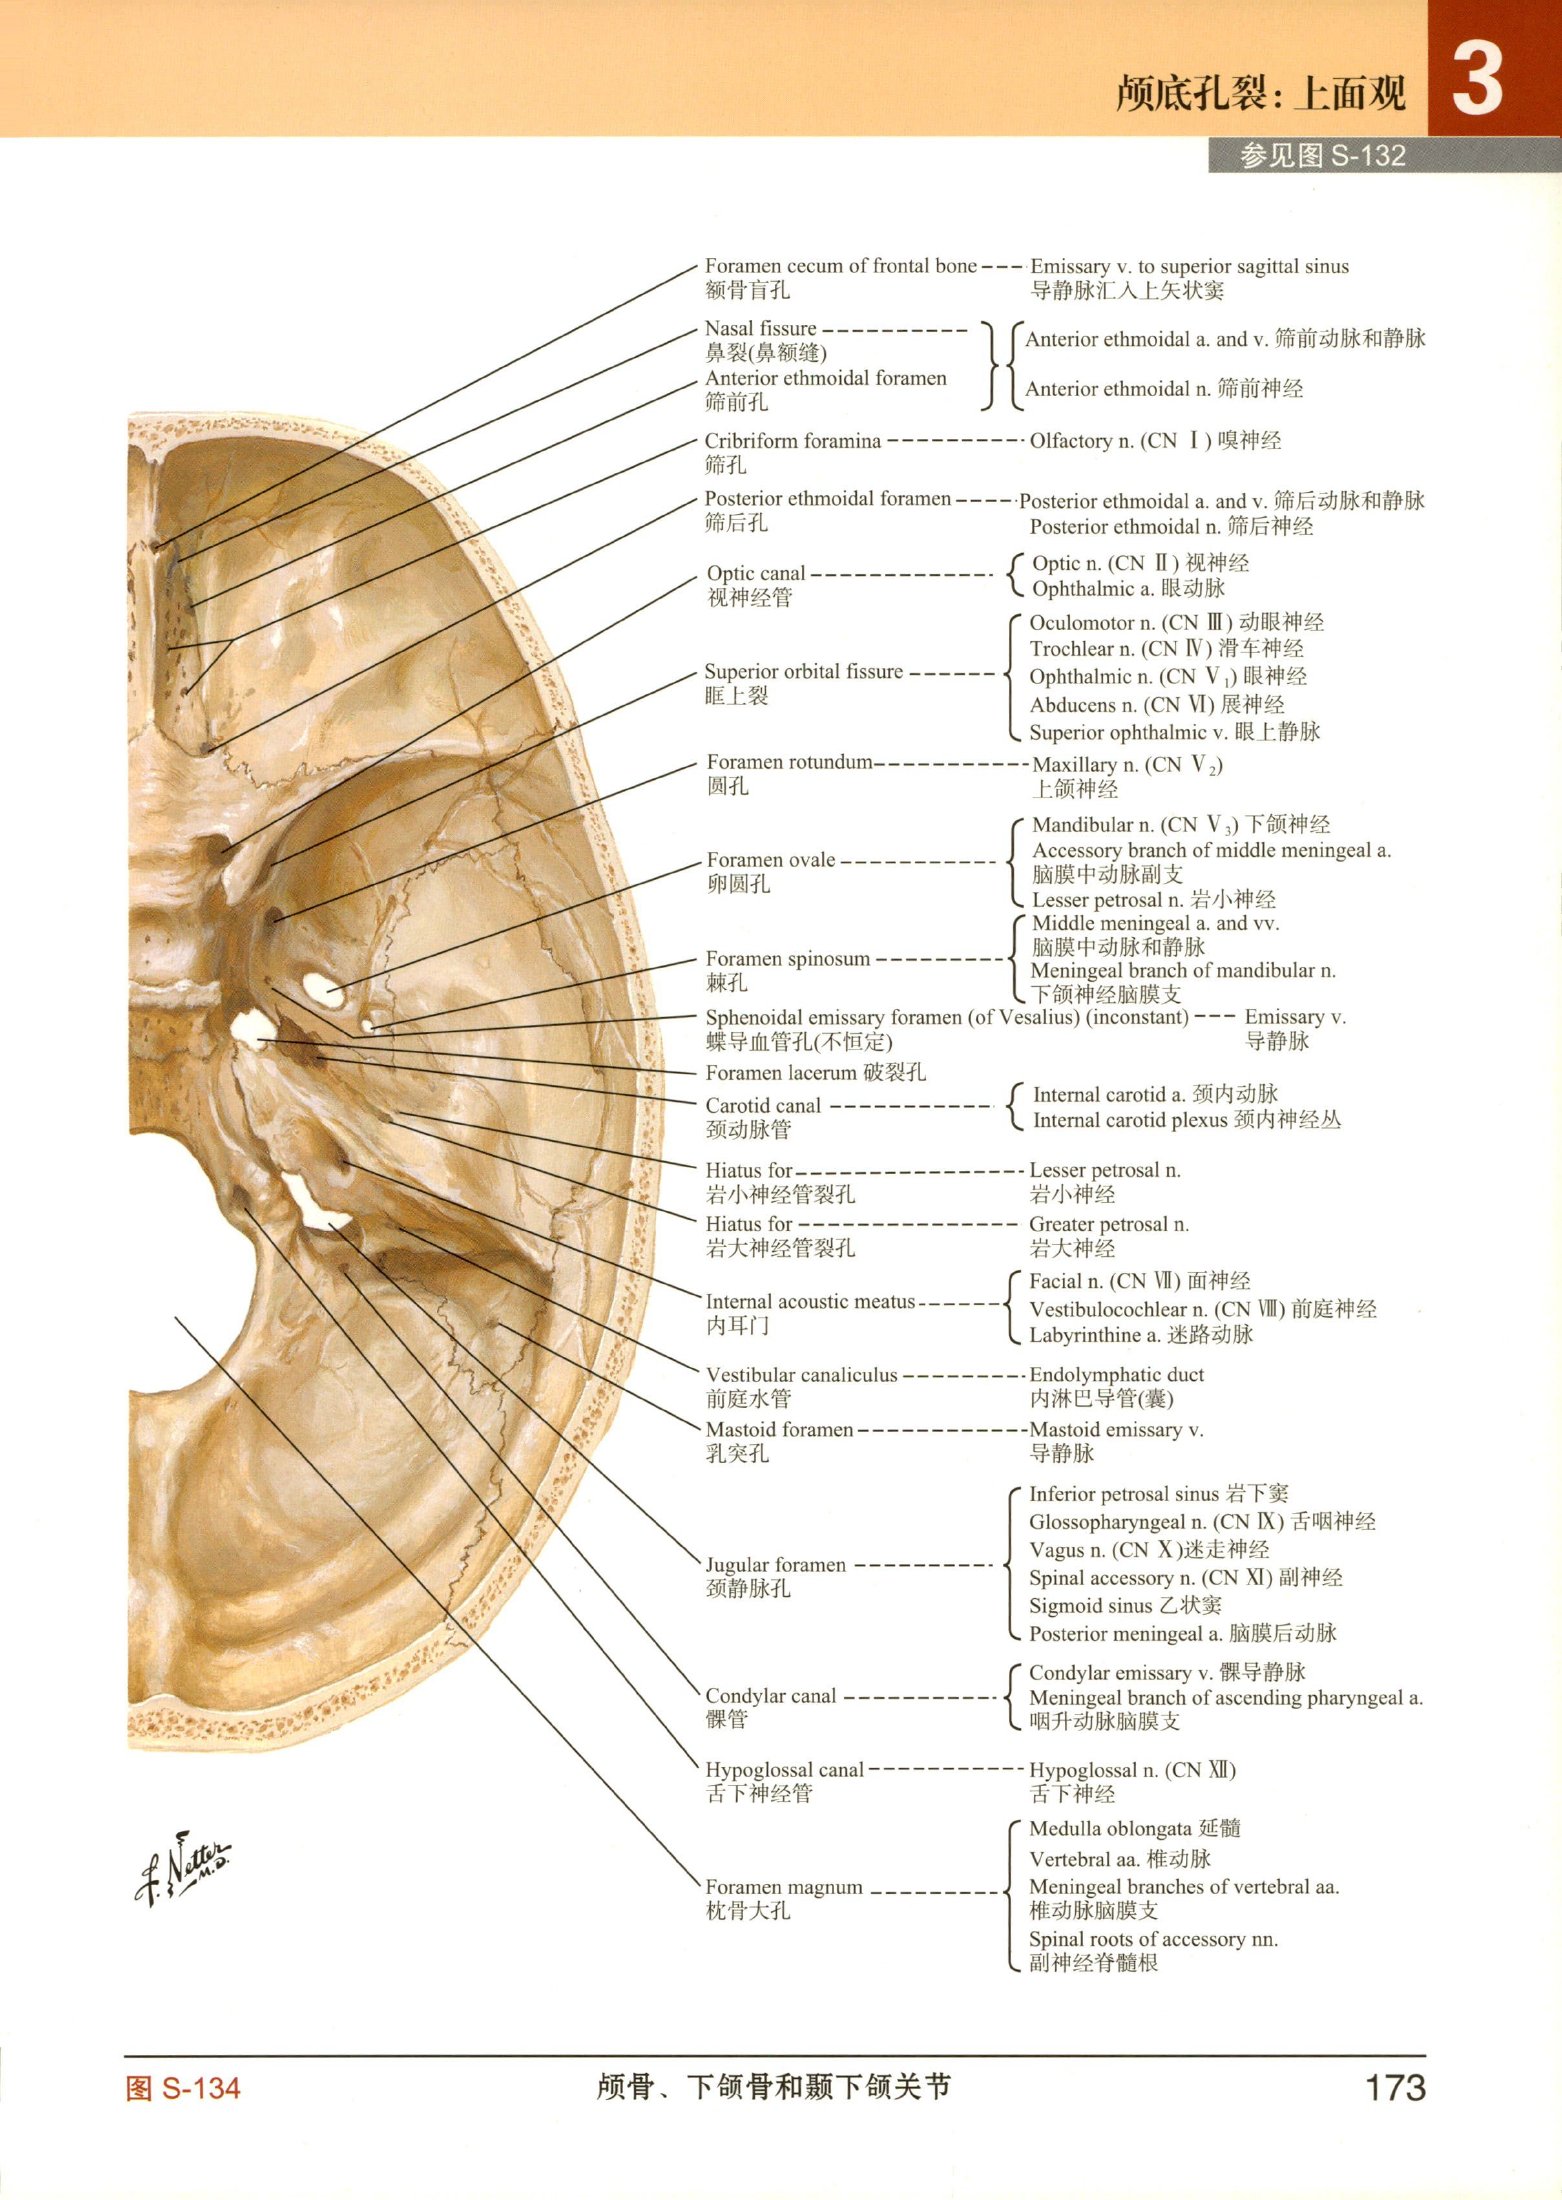 颅底孔裂：上面观
3
参见图 S-132
Foramen cecum of frontal bone --- Emissary v. to superior sagittal sinus
额骨盲孔 导静脉汇入上矢状窦
Nasal fissure
鼻裂(鼻额缝)
Anterior ethmoidal a. and v. 筛前动脉和静脉
Anterior ethmoidal foramen
筛前孔
Anterior ethmoidal n. 筛前神经
Cribriform foramina Olfactory n. (CN Ⅰ) 嗅神经
筛孔
Posterior ethmoidal foramen Posterior ethmoidal a. and v. 筛后动脉和静脉
筛后孔 Posterior ethmoidal n. 筛后神经
Optic canal
视神经管
Optic n. (CN Ⅱ) 视神经
Ophthalmic a. 眼动脉
Superior orbital fissure
眶上裂
Oculomotor n. (CN Ⅲ) 动眼神经
Trochlear n. (CN Ⅳ) 滑车神经
Ophthalmic n. (CN Ⅴ1) 眼神经
Abducens n. (CN Ⅵ) 展神经
Superior ophthalmic v. 眼上静脉
Foramen rotundum Maxillary n. (CN Ⅴ2)
圆孔 上颌神经
Foramen ovale
卵圆孔
Mandibular n. (CN Ⅴ3) 下颌神经
Accessory branch of middle meningeal a.
脑膜中动脉副支
Lesser petrosal n. 岩小神经
Foramen spinosum
棘孔
Middle meningeal a. and vv.
脑膜中动脉和静脉
Meningeal branch of mandibular n.
下颌神经脑膜支
Sphenoidal emissary foramen (of Vesalius) (inconstant) --- Emissary v.
蝶导血管孔(不恒定) 导静脉
Foramen lacerum 破裂孔
Carotid canal
颈动脉管
Internal carotid a. 颈内动脉
Internal carotid plexus 颈内神经丛
Hiatus for Lesser petrosal n.
岩小神经管裂孔 岩小神经
Hiatus for Greater petrosal n.
岩大神经管裂孔 岩大神经
Internal acoustic meatus
内耳门
Facial n. (CN Ⅶ) 面神经
Vestibulocochlear n. (CN Ⅷ) 前庭神经
Labyrinthine a. 迷路动脉
Vestibular canaliculus Endolymphatic duct
前庭水管 内淋巴导管(囊)
Mastoid foramen Mastoid emissary v.
乳突孔 导静脉
Jugular foramen
颈静脉孔
Inferior petrosal sinus 岩下窦
Glossopharyngeal n. (CN Ⅸ) 舌咽神经
Vagus n. (CN Ⅹ)迷走神经
Spinal accessory n. (CN Ⅺ) 副神经
Sigmoid sinus 乙状窦
Posterior meningeal a. 脑膜后动脉
Condylar canal
髁管
Condylar emissary v. 髁导静脉
Meningeal branch of ascending pharyngeal a.
咽升动脉脑膜支
Hypoglossal canal Hypoglossal n. (CN Ⅻ)
舌下神经管 舌下神经
Foramen magnum
枕骨大孔
Medulla oblongata 延髓
Vertebral aa. 椎动脉
Meningeal branches of vertebral aa.
椎动脉脑膜支
Spinal roots of accessory nn.
副神经脊髓根
F. Netter
M.D.
图 S-134 颅骨、下颌骨和颞下颌关节 173